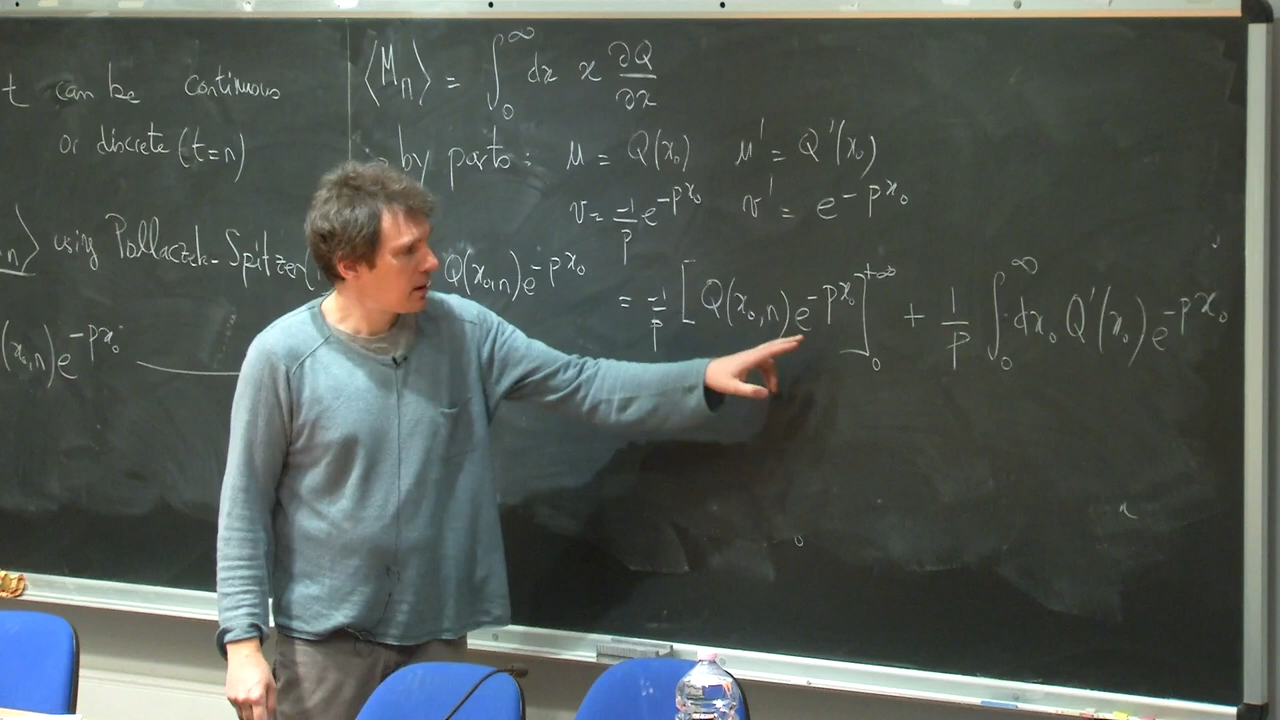 t can be continuous
or discrete (t=n)
n⟩ using Pollaczek-Spitzer(
(x₀,n)e^{-px₀}
⟨Mₙ⟩ = ∫₀^∞ dx x ∂Q/∂x
by parts: u = Q(x₀) u' = Q'(x₀)
v = -1/p e^{-px₀} v' = e^{-px₀}
Q(x₀,n)e^{-px₀}
= -1/p [Q(x₀,n)e^{-px₀}]₀^{+∞} + 1/p ∫₀^∞ dx₀ Q'(x₀)e^{-px₀}